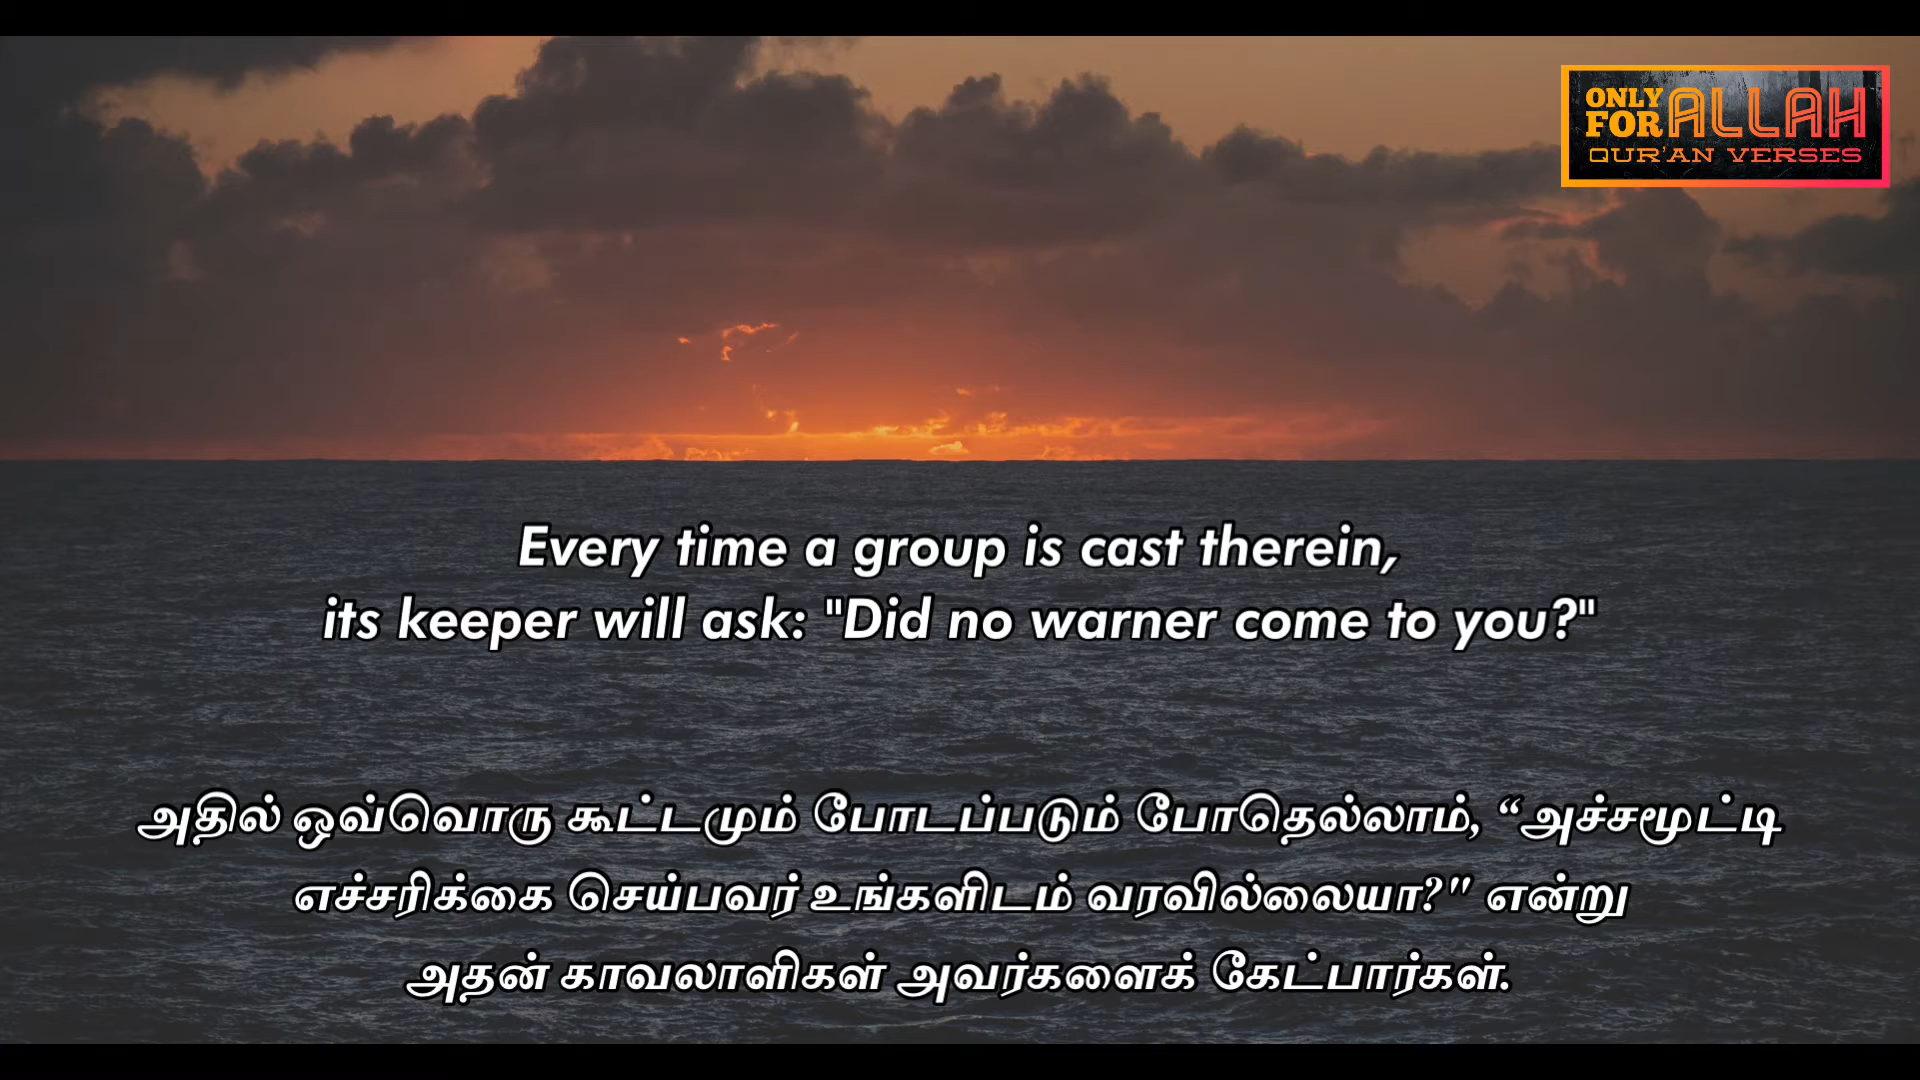 ONLY FOR ALLAH
QUR'AN VERSES
Every time a group is cast therein,
its keeper will ask: "Did no warner come to you?"
அதில் ஒவ்வொரு கூட்டமும் போடப்படும் போதெல்லாம், “அச்சமூட்டி
எச்சரிக்கை செய்பவர் உங்களிடம் வரவில்லையா?" என்று
அதன் காவலாளிகள் அவர்களைக் கேட்பார்கள்.